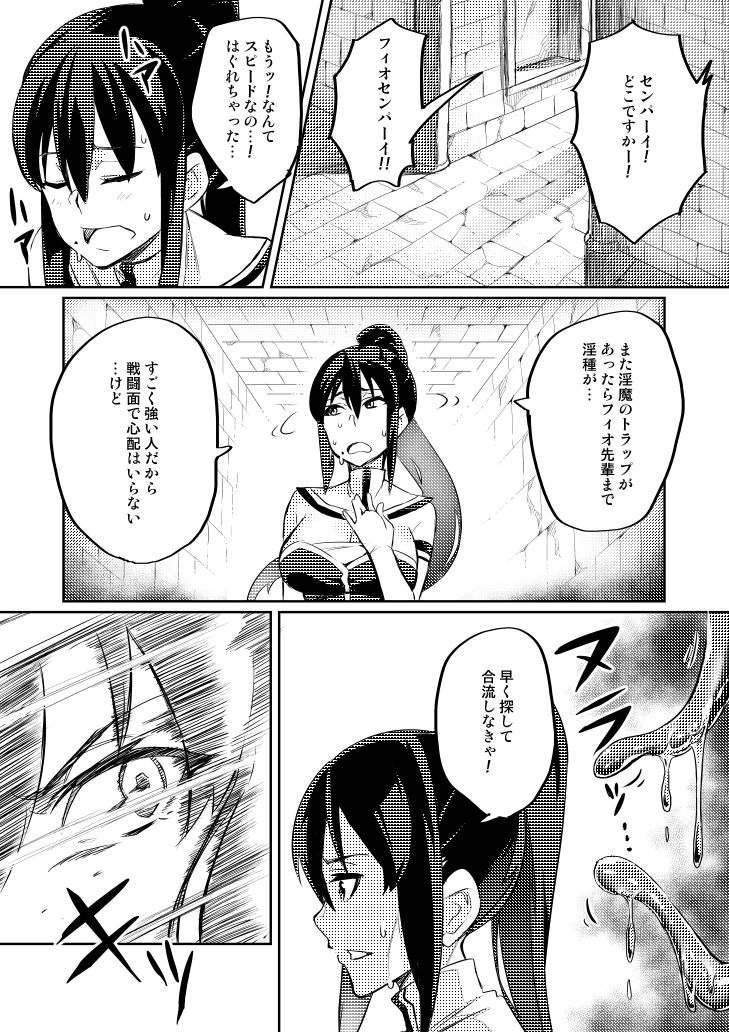 センパーイ！
どこですかー！
フィオセンパーイ!!
もうッ！なんて
スピードなの…！
はぐれちゃった…
ハァ
ハァ
また淫魔のトラップが
あったらフィオ先輩まで
淫種が…
すごく強い人だから
戦闘面で心配はいらない
…けど
早く探して
合流しなきゃ！
ヌラ…
キッ